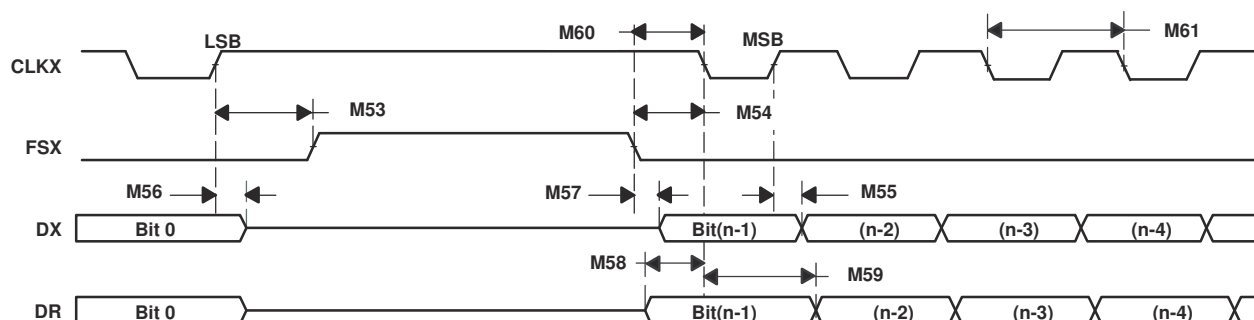 M60
LSB
MSB
M61
CLKX
M53
M54
FSX
M56
M57
M55
DX
Bit 0
Bit(n-1)
(n-2)
(n-3)
(n-4)
M58
M59
DR
Bit 0
Bit(n-1)
(n-2)
(n-3)
(n-4)